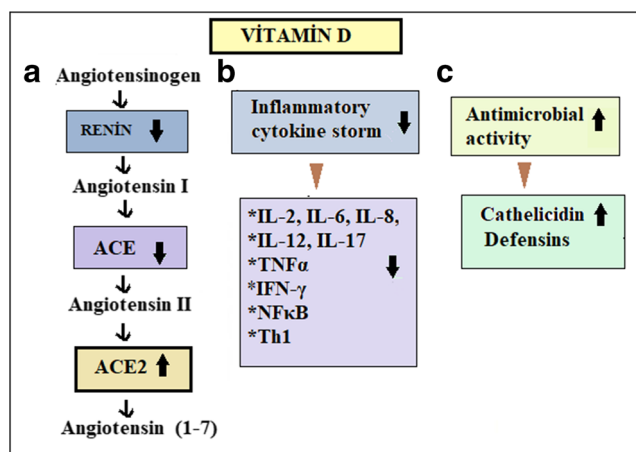 VİTAMİN D
a
Angiotensinogen
RENİN
Angiotensin I
ACE
Angiotensin II
ACE2
Angiotensin (1-7)
b
Inflammatory
cytokine storm
*IL-2, IL-6, IL-8,
*IL-12, IL-17
*TNFα
*IFN-γ
*NFκB
*Th1
c
Antimicrobial
activity
Cathelicidin
Defensins